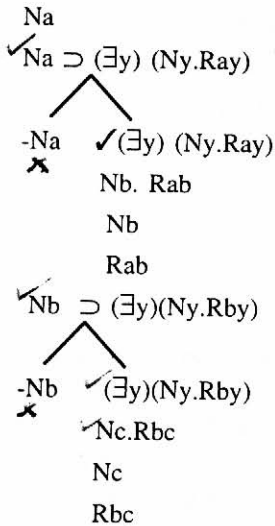 Na
✓Na ⊃ (∃y) (Ny.Ray)
-Na ✓(∃y) (Ny.Ray)
x Nb. Rab
Nb
Rab
✓Nb ⊃ (∃y)(Ny.Rby)
-Nb ✓(∃y)(Ny.Rby)
x ✓Nc.Rbc
Nc
Rbc